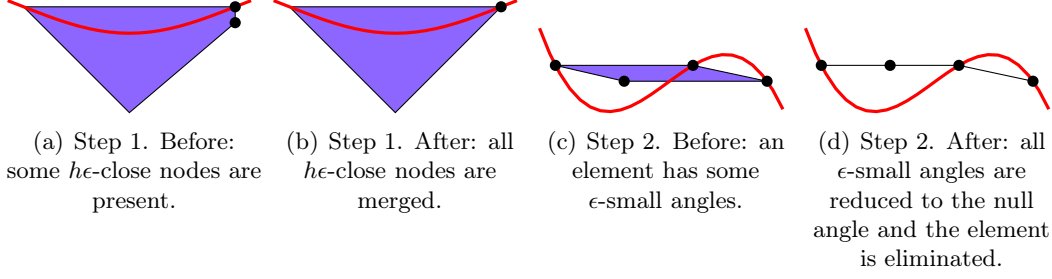 (a) Step 1. Before:
some hϵ-close nodes are
present.
(b) Step 1. After: all
hϵ-close nodes are
merged.
(c) Step 2. Before: an
element has some
ϵ-small angles.
(d) Step 2. After: all
ϵ-small angles are
reduced to the null
angle and the element
is eliminated.